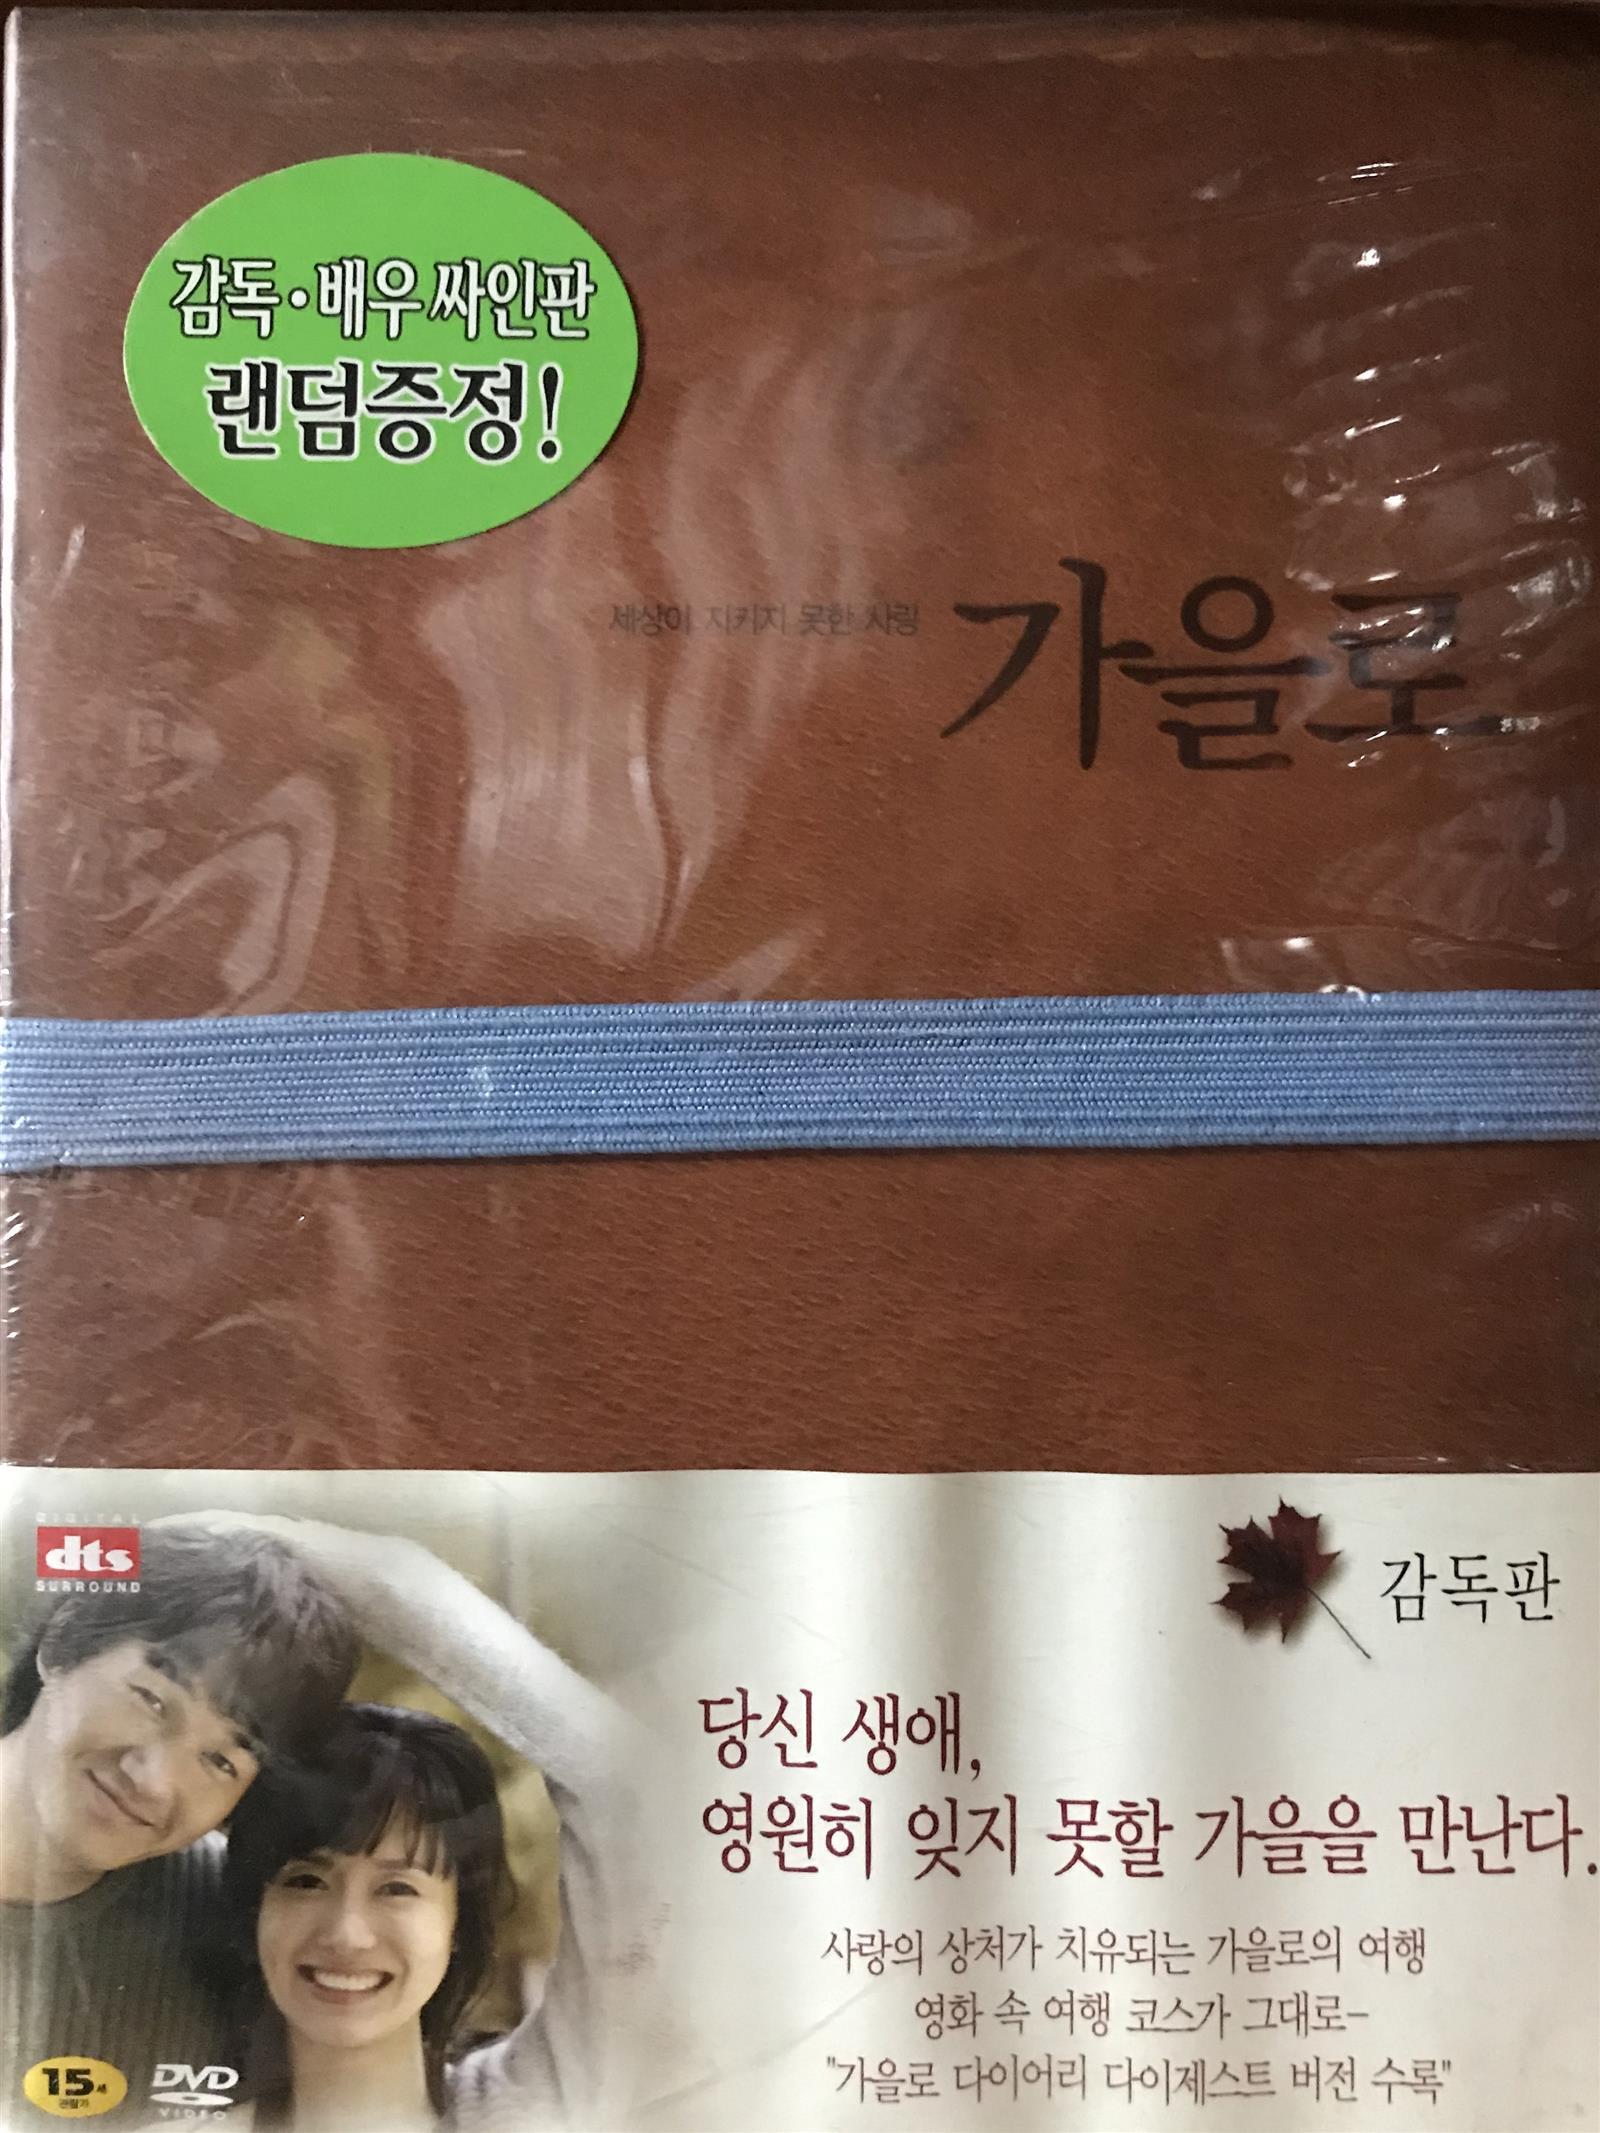 감독·배우 싸인판
랜덤증정!
세상이 지키지 못한 사랑
가을로
DIGITAL
dts
SURROUND
감독판
당신 생애,
영원히 잊지 못할 가을을 만난다.
사랑의 상처가 치유되는 가을로의 여행
영화 속 여행 코스가 그대로-
"가을로 다이어리 다이제스트 버전 수록"
15세
관람가
DVD
VIDEO